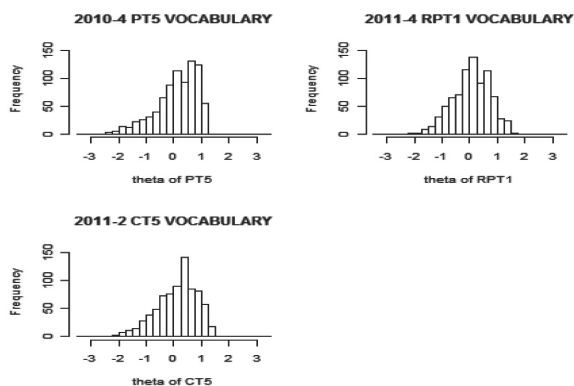 2010-4 PT5 VOCABULARY
Frequency
150
100
50
0
-3 -2 -1 0 1 2 3
theta of PT5
2011-4 RPT1 VOCABULARY
Frequency
150
100
50
0
-3 -2 -1 0 1 2 3
theta of RPT1
2011-2 CT5 VOCABULARY
Frequency
150
100
50
0
-3 -2 -1 0 1 2 3
theta of CT5